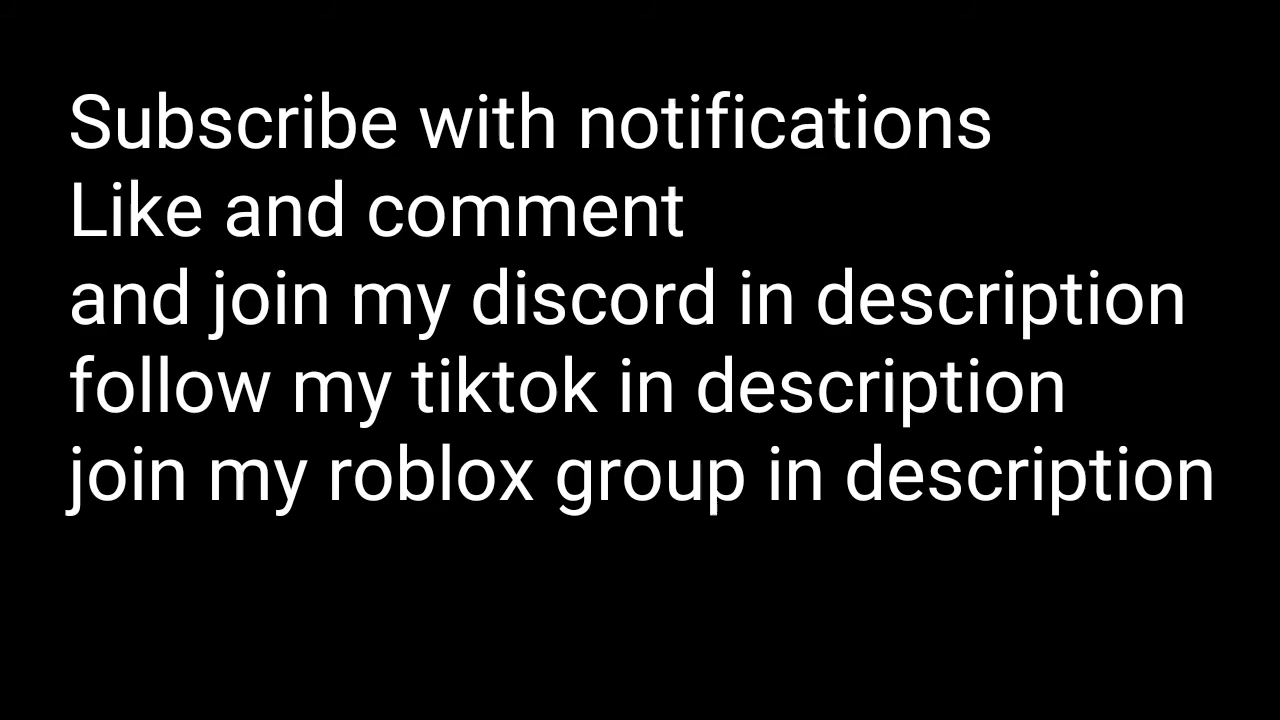 Subscribe with notifications
Like and comment
and join my discord in description
follow my tiktok in description
join my roblox group in description